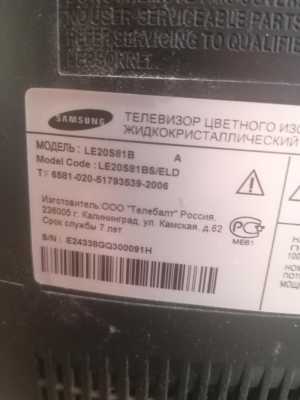 NO USER-SERVICEABLE PARTS
REFER SERVICING TO QUALIFIED
PERSONNEL.
SAMSUNG
ТЕЛЕВИЗОР ЦВЕТНОГО ИЗО
ЖИДКОКРИСТАЛЛИЧЕСКИЙ
МОДЕЛЬ : LE20S81B A
Model Code : LE20S81BS/ELD
ТУ 6581-020-51793539-2006
Изготовитель:ООО "Телебалт" Россия,
236005 г. Калининград, ул. Камская, д.62
Срок службы 7 лет
МЕ61
S/N : E24338GQ300091H